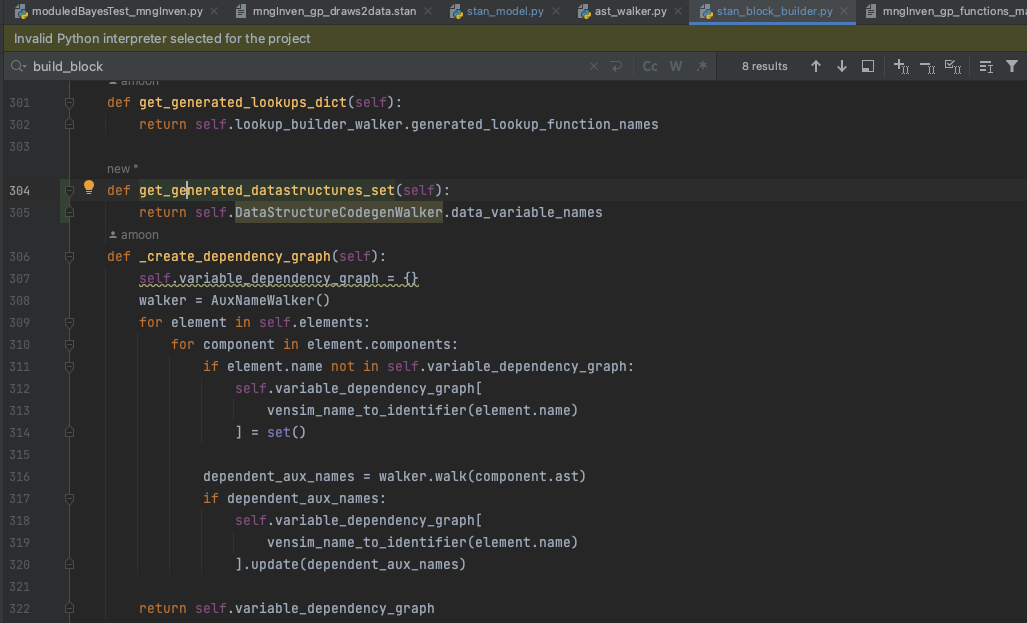 moduledBayesTest_mngInven.py
mngInven_gp_draws2data.stan
stan_model.py
ast_walker.py
stan_block_builder.py
mngInven_gp_functions_ma
Invalid Python interpreter selected for the project
build_block
Cc W .*
8 results
amoon
301 def get_generated_lookups_dict(self):
302 return self.lookup_builder_walker.generated_lookup_function_names
303
new *
304 def get_generated_datastructures_set(self):
305 return self.DataStructureCodegenWalker.data_variable_names
amoon
306 def _create_dependency_graph(self):
307 self.variable_dependency_graph = {}
308 walker = AuxNameWalker()
309 for element in self.elements:
310 for component in element.components:
311 if element.name not in self.variable_dependency_graph:
312 self.variable_dependency_graph[
313 vensim_name_to_identifier(element.name)
314 ] = set()
315
316 dependent_aux_names = walker.walk(component.ast)
317 if dependent_aux_names:
318 self.variable_dependency_graph[
319 vensim_name_to_identifier(element.name)
320 ].update(dependent_aux_names)
321
322 return self.variable_dependency_graph